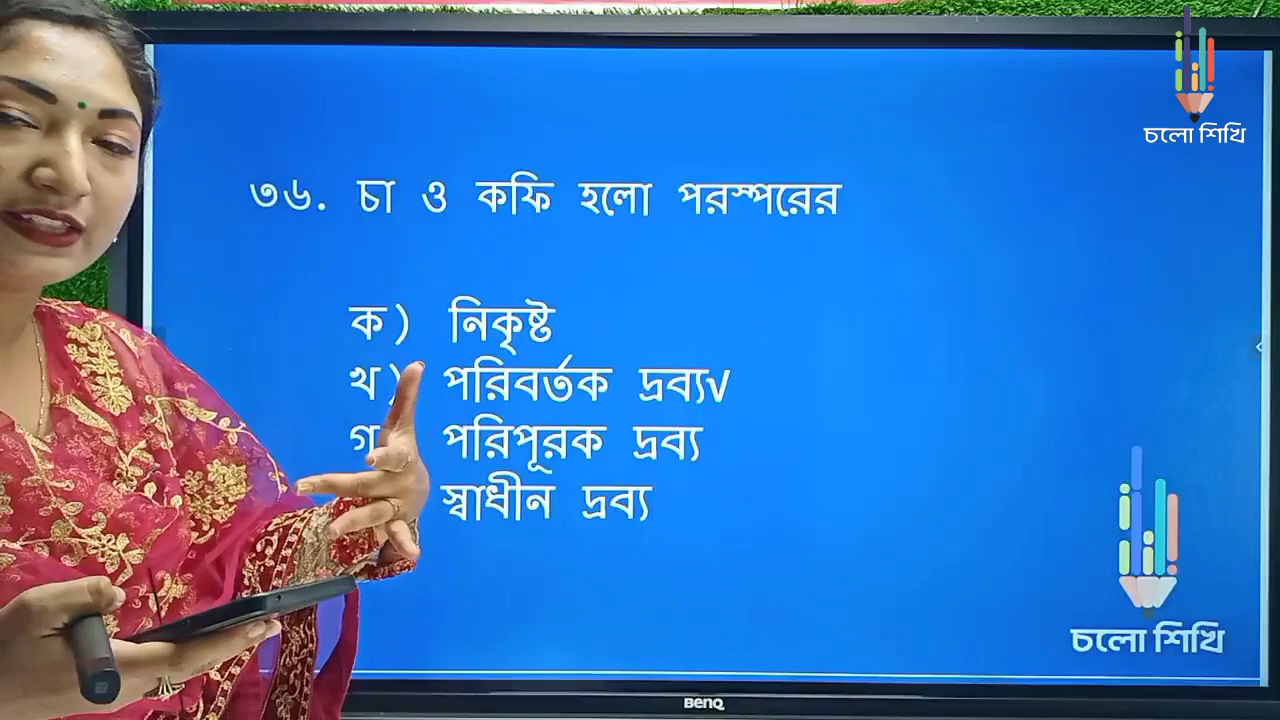 চলো শিখি
৩৬. চা ও কফি হলো পরস্পরের
ক) নিকৃষ্ট
খ) পরিবর্তক দ্রব্য√
গ পরিপূরক দ্রব্য
স্বাধীন দ্রব্য
চলো শিখি
BenQ